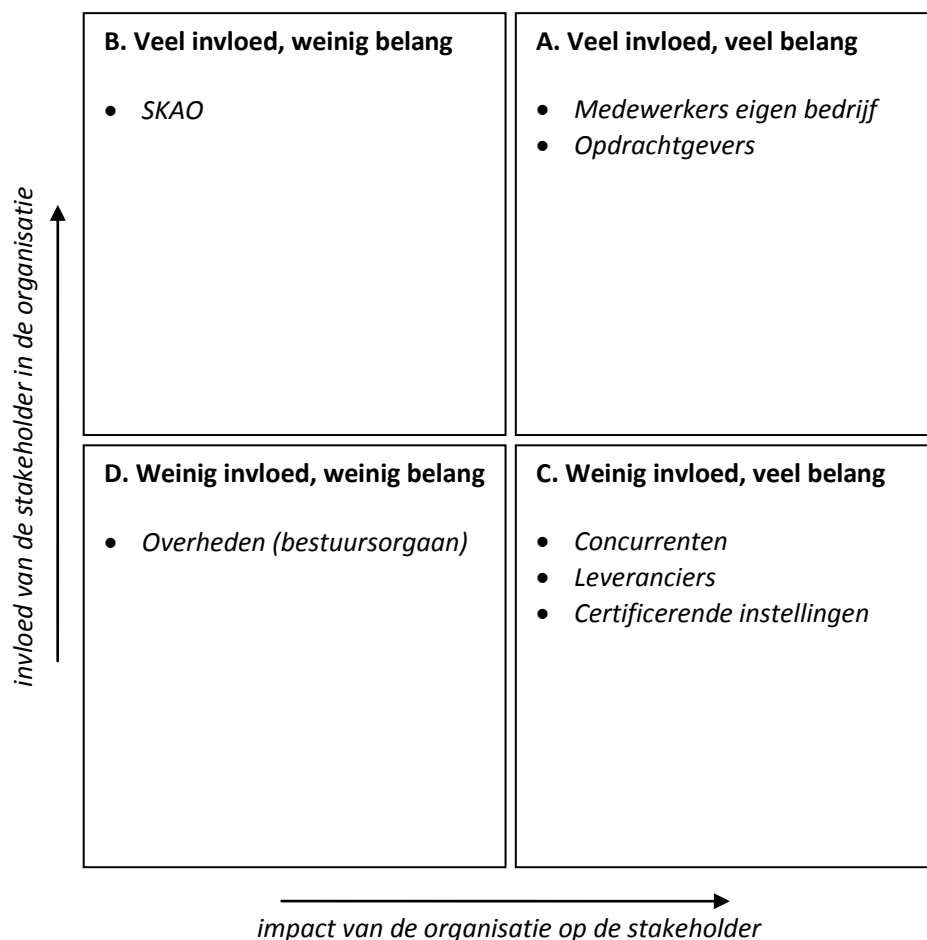 B. Veel invloed, weinig belang
• SKAO
A. Veel invloed, veel belang
• Medewerkers eigen bedrijf
• Opdrachtgevers
invloed van de stakeholder in de organisatie
D. Weinig invloed, weinig belang
• Overheden (bestuursorgaan)
C. Weinig invloed, veel belang
• Concurrenten
• Leveranciers
• Certificerende instellingen
impact van de organisatie op de stakeholder